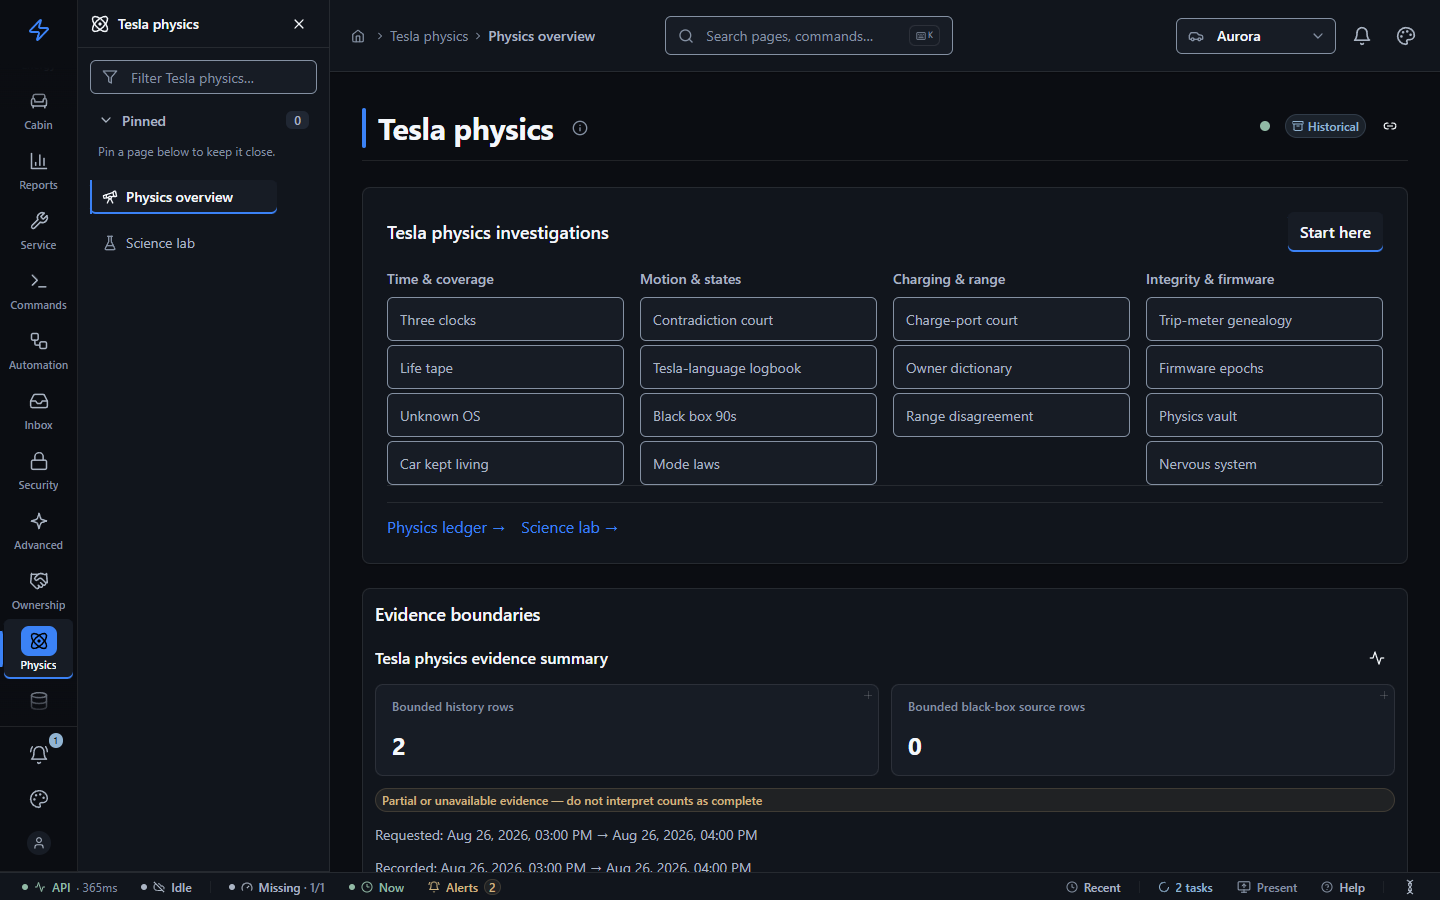 Cabin
Reports
Service
Commands
Automation
Inbox
Security
Advanced
Ownership
Physics
1
Tesla physics
Filter Tesla physics...
Pinned
0
Pin a page below to keep it close.
Physics overview
Science lab
Tesla physics
Physics overview
Search pages, commands...
K
Aurora
Tesla physics
Historical
Tesla physics investigations
Start here
Time & coverage
Three clocks
Life tape
Unknown OS
Car kept living
Motion & states
Contradiction court
Tesla-language logbook
Black box 90s
Mode laws
Charging & range
Charge-port court
Owner dictionary
Range disagreement
Integrity & firmware
Trip-meter genealogy
Firmware epochs
Physics vault
Nervous system
Physics ledger →
Science lab →
Evidence boundaries
Tesla physics evidence summary
Bounded history rows
2
Bounded black-box source rows
0
Partial or unavailable evidence — do not interpret counts as complete
Requested: Aug 26, 2026, 03:00 PM → Aug 26, 2026, 04:00 PM
Recorded: Aug 26, 2026, 03:00 PM → Aug 26, 2026, 04:00 PM
API · 365ms
Idle
Missing · 1/1
Now
Alerts 2
Recent
2 tasks
Present
Help